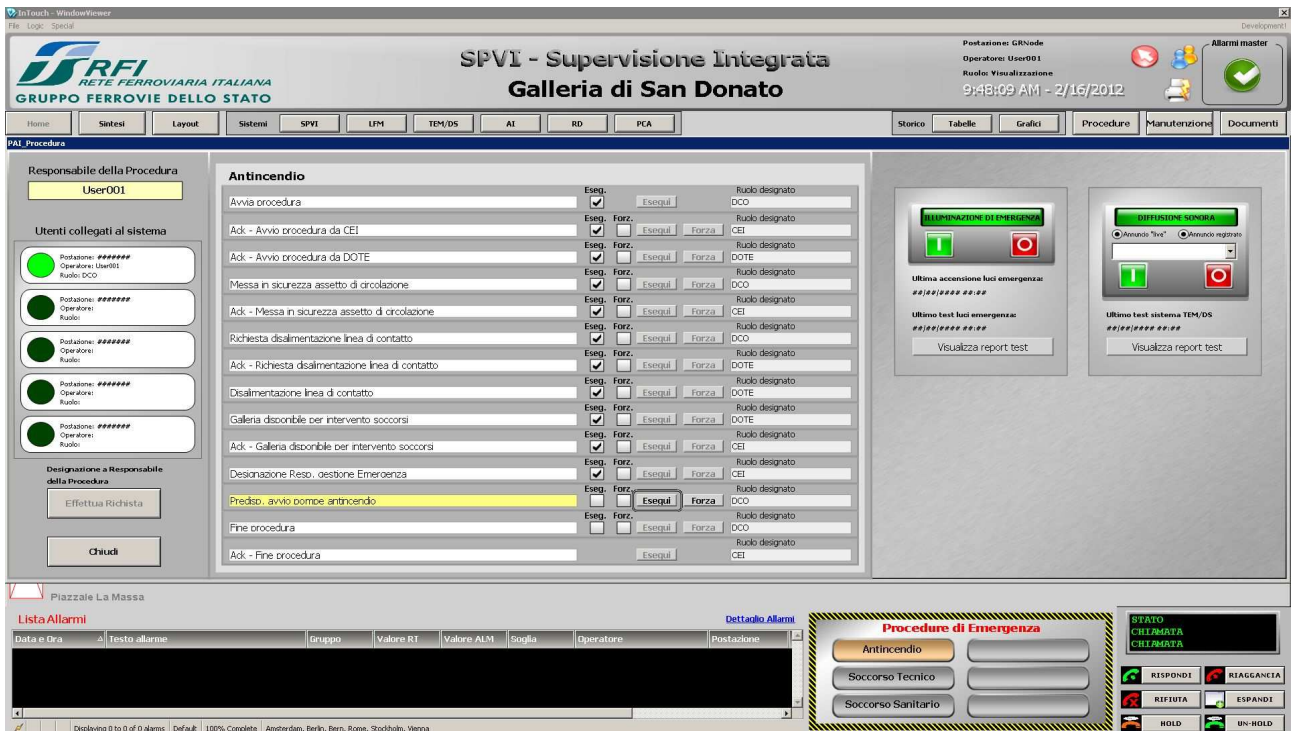 InTouch - WindowViewer
File Logic Special
Development!
RFI
RETE FERROVIARIA ITALIANA
GRUPPO FERROVIE DELLO STATO
SPVI - Supervisione Integrata
Galleria di San Donato
Postazione: GRNode
Operatore: User001
Ruolo: Visualizzazione
9:48:09 AM - 2/16/2012
Allarmi master
Home Sintesi Layout Sistemi SPVI LFM TEM/DS AI RD PCA Storico Tabelle Grafici Procedure Manutenzione Documenti
PAI_Procedura
Responsabile della Procedura
User001
Utenti collegati al sistema
Postazione: #######
Operatore: User001
Ruolo: DCO
Postazione: #######
Operatore:
Ruolo:
Postazione: #######
Operatore:
Ruolo:
Postazione: #######
Operatore:
Ruolo:
Postazione: #######
Operatore:
Ruolo:
Designazione a Responsabile
della Procedura
Effettua Richista
Chiudi
Antincendio
Eseg. Ruolo designato
Avvia procedura Esegui DCO
Eseg. Forz. Ruolo designato
Ack - Avvio procedura da CEI Esegui Forza CEI
Eseg. Forz. Ruolo designato
Ack - Avvio procedura da DOTE Esegui Forza DOTE
Eseg. Forz. Ruolo designato
Messa in sicurezza assetto di circolazione Esegui Forza DCO
Eseg. Forz. Ruolo designato
Ack - Messa in sicurezza assetto di circolazione Esegui Forza CEI
Eseg. Forz. Ruolo designato
Richiesta disalimentazione linea di contatto Esegui Forza DCO
Eseg. Forz. Ruolo designato
Ack - Richiesta disalimentazione linea di contatto Esegui Forza DOTE
Eseg. Forz. Ruolo designato
Disalimentazione linea di contatto Esegui Forza DOTE
Eseg. Forz. Ruolo designato
Galleria disponibile per intervento soccorsi Esegui Forza DOTE
Eseg. Forz. Ruolo designato
Ack - Galleria disponibile per intervento soccorsi Esegui Forza CEI
Eseg. Forz. Ruolo designato
Designazione Resp. gestione Emergenza Esegui Forza CEI
Eseg. Forz. Ruolo designato
Predisp. avvio pompe antincendio Esegui Forza DCO
Eseg. Forz. Ruolo designato
Fine procedura Esegui Forza DCO
Ruolo designato
Ack - Fine procedura Esegui CEI
ILLUMINAZIONE DI EMERGENZA
Ultima accensione luci emergenza:
##/##/#### ##:##
Ultimo test luci emergenza:
##/##/#### ##:##
Visualizza report test
DIFFUSIONE SONORA
Annuncio "live" Annuncio registrato
Ultimo test sistema TEM/DS
##/##/#### ##:##
Visualizza report test
Piazzale La Massa
Lista Allarmi
Dettaglio Allarmi
Data e Ora Testo allarme Gruppo Valore RT Valore ALM Soglia Operatore Postazione
Displaying 0 to 0 of 0 alarms Default 100% Complete Amsterdam, Berlin, Bern, Rome, Stockholm, Vienna
Procedure di Emergenza
Antincendio
Soccorso Tecnico
Soccorso Sanitario
STATO
CHIAMATA
CHIAMATA
RISPONDI RIAGGANCIA
RIFIUTA ESPANDI
HOLD UN-HOLD